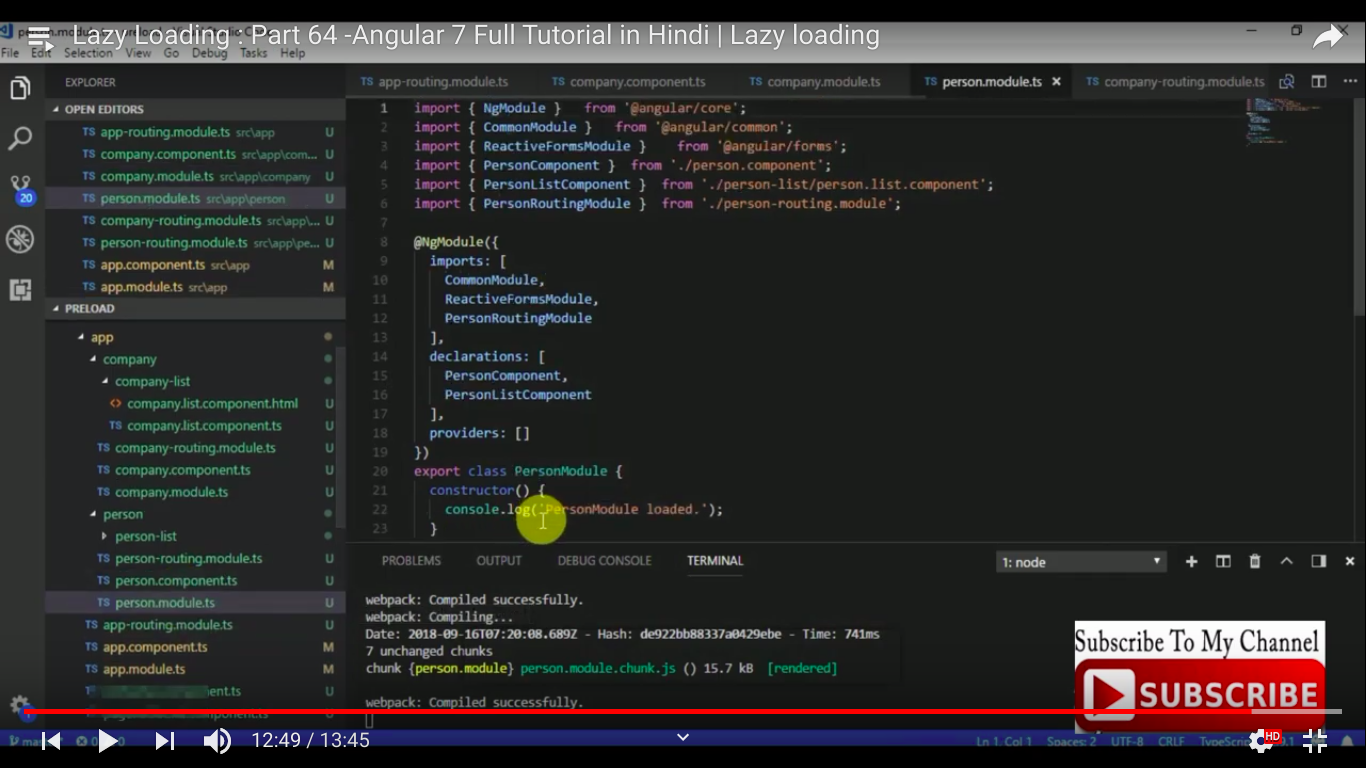 Lazy Loading : Part 64 -Angular 7 Full Tutorial in Hindi | Lazy loading
File Edit Selection View Go Debug Tasks Help
EXPLORER
OPEN EDITORS
TS app-routing.module.ts src\app U
TS company.component.ts src\app\com... U
TS company.module.ts src\app\company U
TS person.module.ts src\app\person U
TS company-routing.module.ts src\app\... U
TS person-routing.module.ts src\app\pe... U
TS app.component.ts src\app M
TS app.module.ts src\app M
20
PRELOAD
app
company
company-list
<> company.list.component.html U
TS company.list.component.ts U
TS company-routing.module.ts U
TS company.component.ts U
TS company.module.ts U
person
person-list
TS person-routing.module.ts U
TS person.component.ts U
TS person.module.ts U
TS app-routing.module.ts U
TS app.component.ts M
TS app.module.ts M
ent.ts U
TS app-routing.module.ts TS company.component.ts TS company.module.ts TS person.module.ts × TS company-routing.module.ts ...
1 import { NgModule } from '@angular/core';
2 import { CommonModule } from '@angular/common';
3 import { ReactiveFormsModule } from '@angular/forms';
4 import { PersonComponent } from './person.component';
5 import { PersonListComponent } from './person-list/person.list.component';
6 import { PersonRoutingModule } from './person-routing.module';
7
8 @NgModule({
9 imports: [
10 CommonModule,
11 ReactiveFormsModule,
12 PersonRoutingModule
13 ],
14 declarations: [
15 PersonComponent,
16 PersonListComponent
17 ],
18 providers: []
19 })
20 export class PersonModule {
21 constructor() {
22 console.log('PersonModule loaded.');
23 }
PROBLEMS OUTPUT DEBUG CONSOLE TERMINAL 1: node
webpack: Compiled successfully.
webpack: Compiling...
Date: 2018-09-16T07:20:08.689Z - Hash: de922bb88337a0429ebe - Time: 741ms
7 unchanged chunks
chunk {person.module} person.module.chunk.js () 15.7 kB [rendered]
webpack: Compiled successfully.
Subscribe To My Channel
SUBSCRIBE
12:49 / 13:45
HD
Ln 1, Col 1 Spaces: 2 UTF-8 CRLF